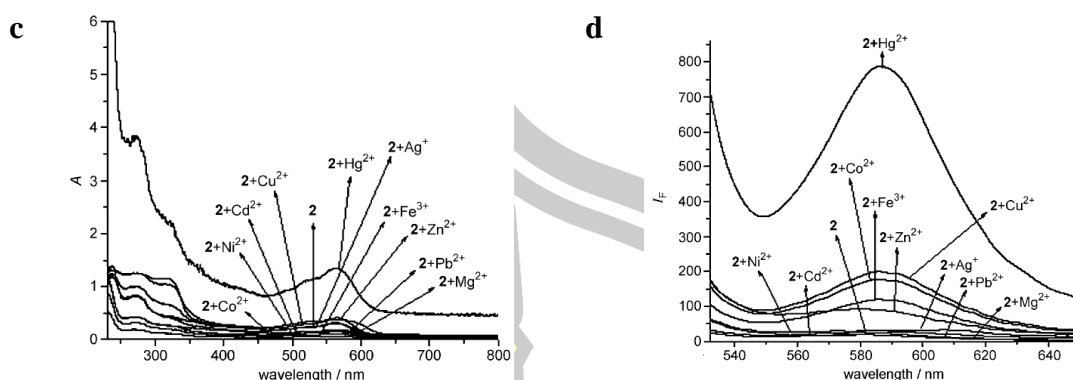 c
6
5
4
3
2
1
0
A
300
400
500
600
700
800
wavelength / nm
2+Ag⁺
2+Hg²⁺
2+Cu²⁺
2
2+Cd²⁺
2+Fe³⁺
2+Zn²⁺
2+Ni²⁺
2+Pb²⁺
2+Co²⁺
2+Mg²⁺
d
800
700
600
500
400
300
200
100
0
I_F
540
560
580
600
620
640
wavelength / nm
2+Hg²⁺
2+Co²⁺
2+Fe³⁺
2+Cu²⁺
2
2+Zn²⁺
2+Ni²⁺
2+Cd²⁺
2+Ag⁺
2+Pb²⁺
2+Mg²⁺